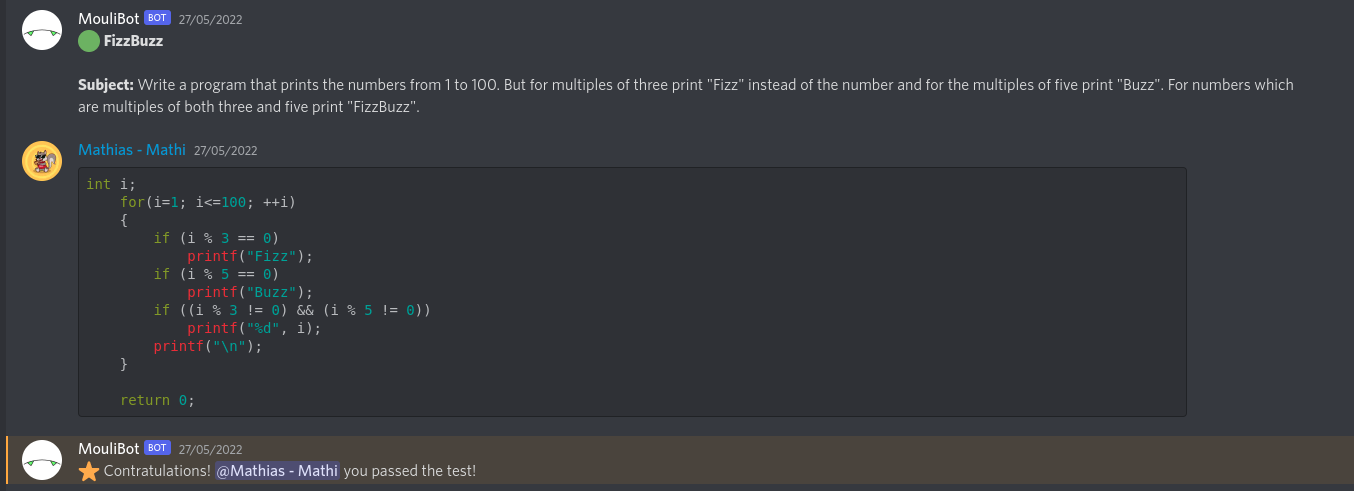 MouliBot BOT 27/05/2022
FizzBuzz
Subject: Write a program that prints the numbers from 1 to 100. But for multiples of three print "Fizz" instead of the number and for the multiples of five print "Buzz". For numbers which
are multiples of both three and five print "FizzBuzz".
Mathias - Mathi 27/05/2022
int i;
    for(i=1; i<=100; ++i)
    {
        if (i % 3 == 0)
            printf("Fizz");
        if (i % 5 == 0)
            printf("Buzz");
        if ((i % 3 != 0) && (i % 5 != 0))
            printf("%d", i);
        printf("\n");
    }
    return 0;
MouliBot BOT 27/05/2022
Contratulations! @Mathias - Mathi you passed the test!